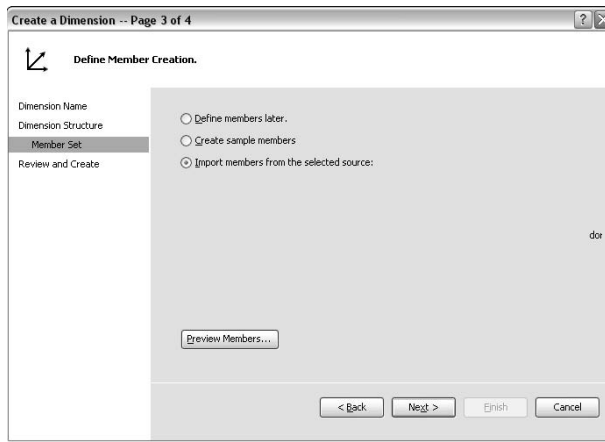 Create a Dimension -- Page 3 of 4
Define Member Creation.
Dimension Name
Dimension Structure
Member Set
Review and Create
Define members later.
Create sample members
Import members from the selected source:
dor
Preview Members...
< Back
Next >
Finish
Cancel